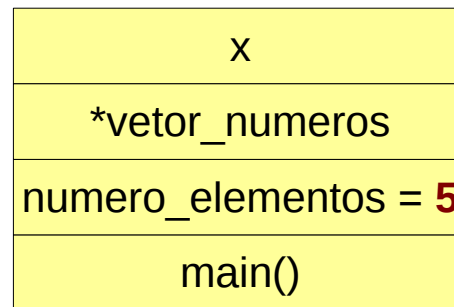 x
*vetor_numeros
numero_elementos = 5
main()